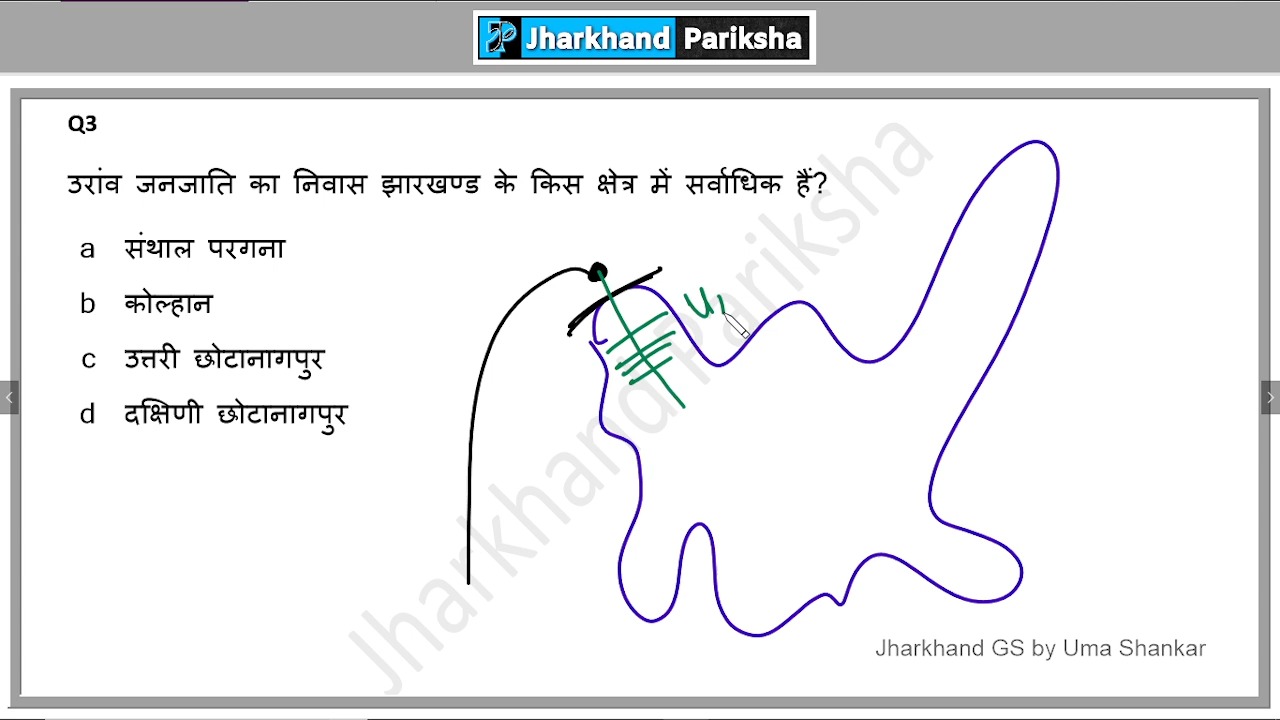 Jharkhand Pariksha
Q3
उरांव जनजाति का निवास झारखण्ड के किस क्षेत्र में सर्वाधिक हैं?
a संथाल परगना
b कोल्हान
c उत्तरी छोटानागपुर
d दक्षिणी छोटानागपुर
Jharkhand Pariksha
Jharkhand GS by Uma Shankar